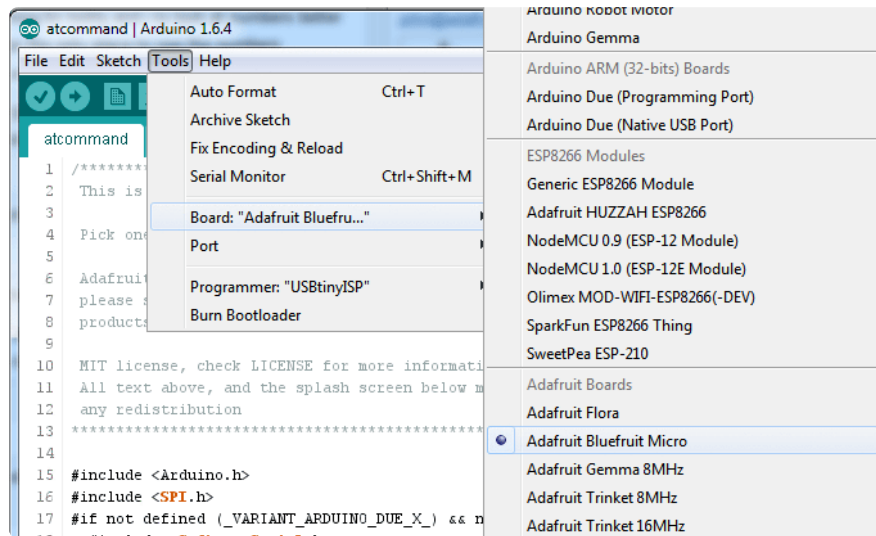 atcommand | Arduino 1.6.4
File Edit Sketch Tools Help
atcommand
Auto Format Ctrl+T
Archive Sketch
Fix Encoding & Reload
Serial Monitor Ctrl+Shift+M
Board: "Adafruit Bluefru..."
Port
Programmer: "USBtinyISP"
Burn Bootloader
1 /********
2 This is
3
4 Pick one
5
6 Adafruit
7 please
8 products
9
10 MIT license, check LICENSE for more informati
11 All text above, and the splash screen below m
12 any redistribution
13 **************************************************
14
15 #include <Arduino.h>
16 #include <SPI.h>
17 #if not defined (_VARIANT_ARDUINO_DUE_X_) && n
Arduino Robot Motor
Arduino Gemma
Arduino ARM (32-bits) Boards
Arduino Due (Programming Port)
Arduino Due (Native USB Port)
ESP8266 Modules
Generic ESP8266 Module
Adafruit HUZZAH ESP8266
NodeMCU 0.9 (ESP-12 Module)
NodeMCU 1.0 (ESP-12E Module)
Olimex MOD-WIFI-ESP8266(-DEV)
SparkFun ESP8266 Thing
SweetPea ESP-210
Adafruit Boards
Adafruit Flora
Adafruit Bluefruit Micro
Adafruit Gemma 8MHz
Adafruit Trinket 8MHz
Adafruit Trinket 16MHz